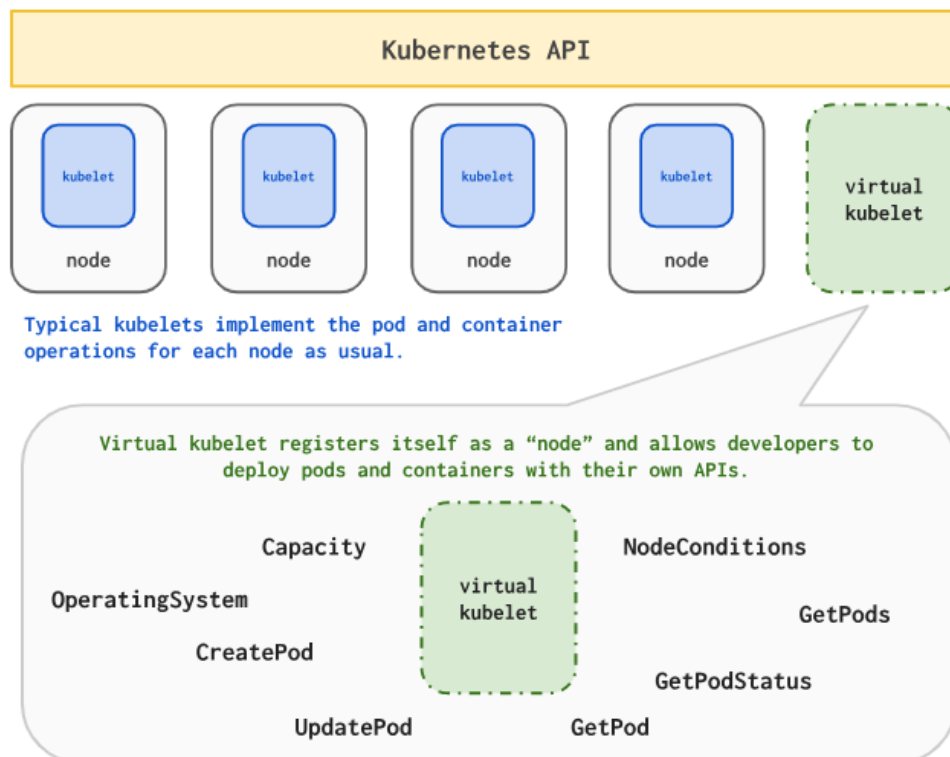 Kubernetes API
kubelet
kubelet
kubelet
kubelet
virtual
kubelet
node
node
node
node
Typical kubelets implement the pod and container
operations for each node as usual.
Virtual kubelet registers itself as a “node” and allows developers to
deploy pods and containers with their own APIs.
Capacity
NodeConditions
OperatingSystem
virtual
kubelet
GetPods
CreatePod
GetPodStatus
UpdatePod
GetPod